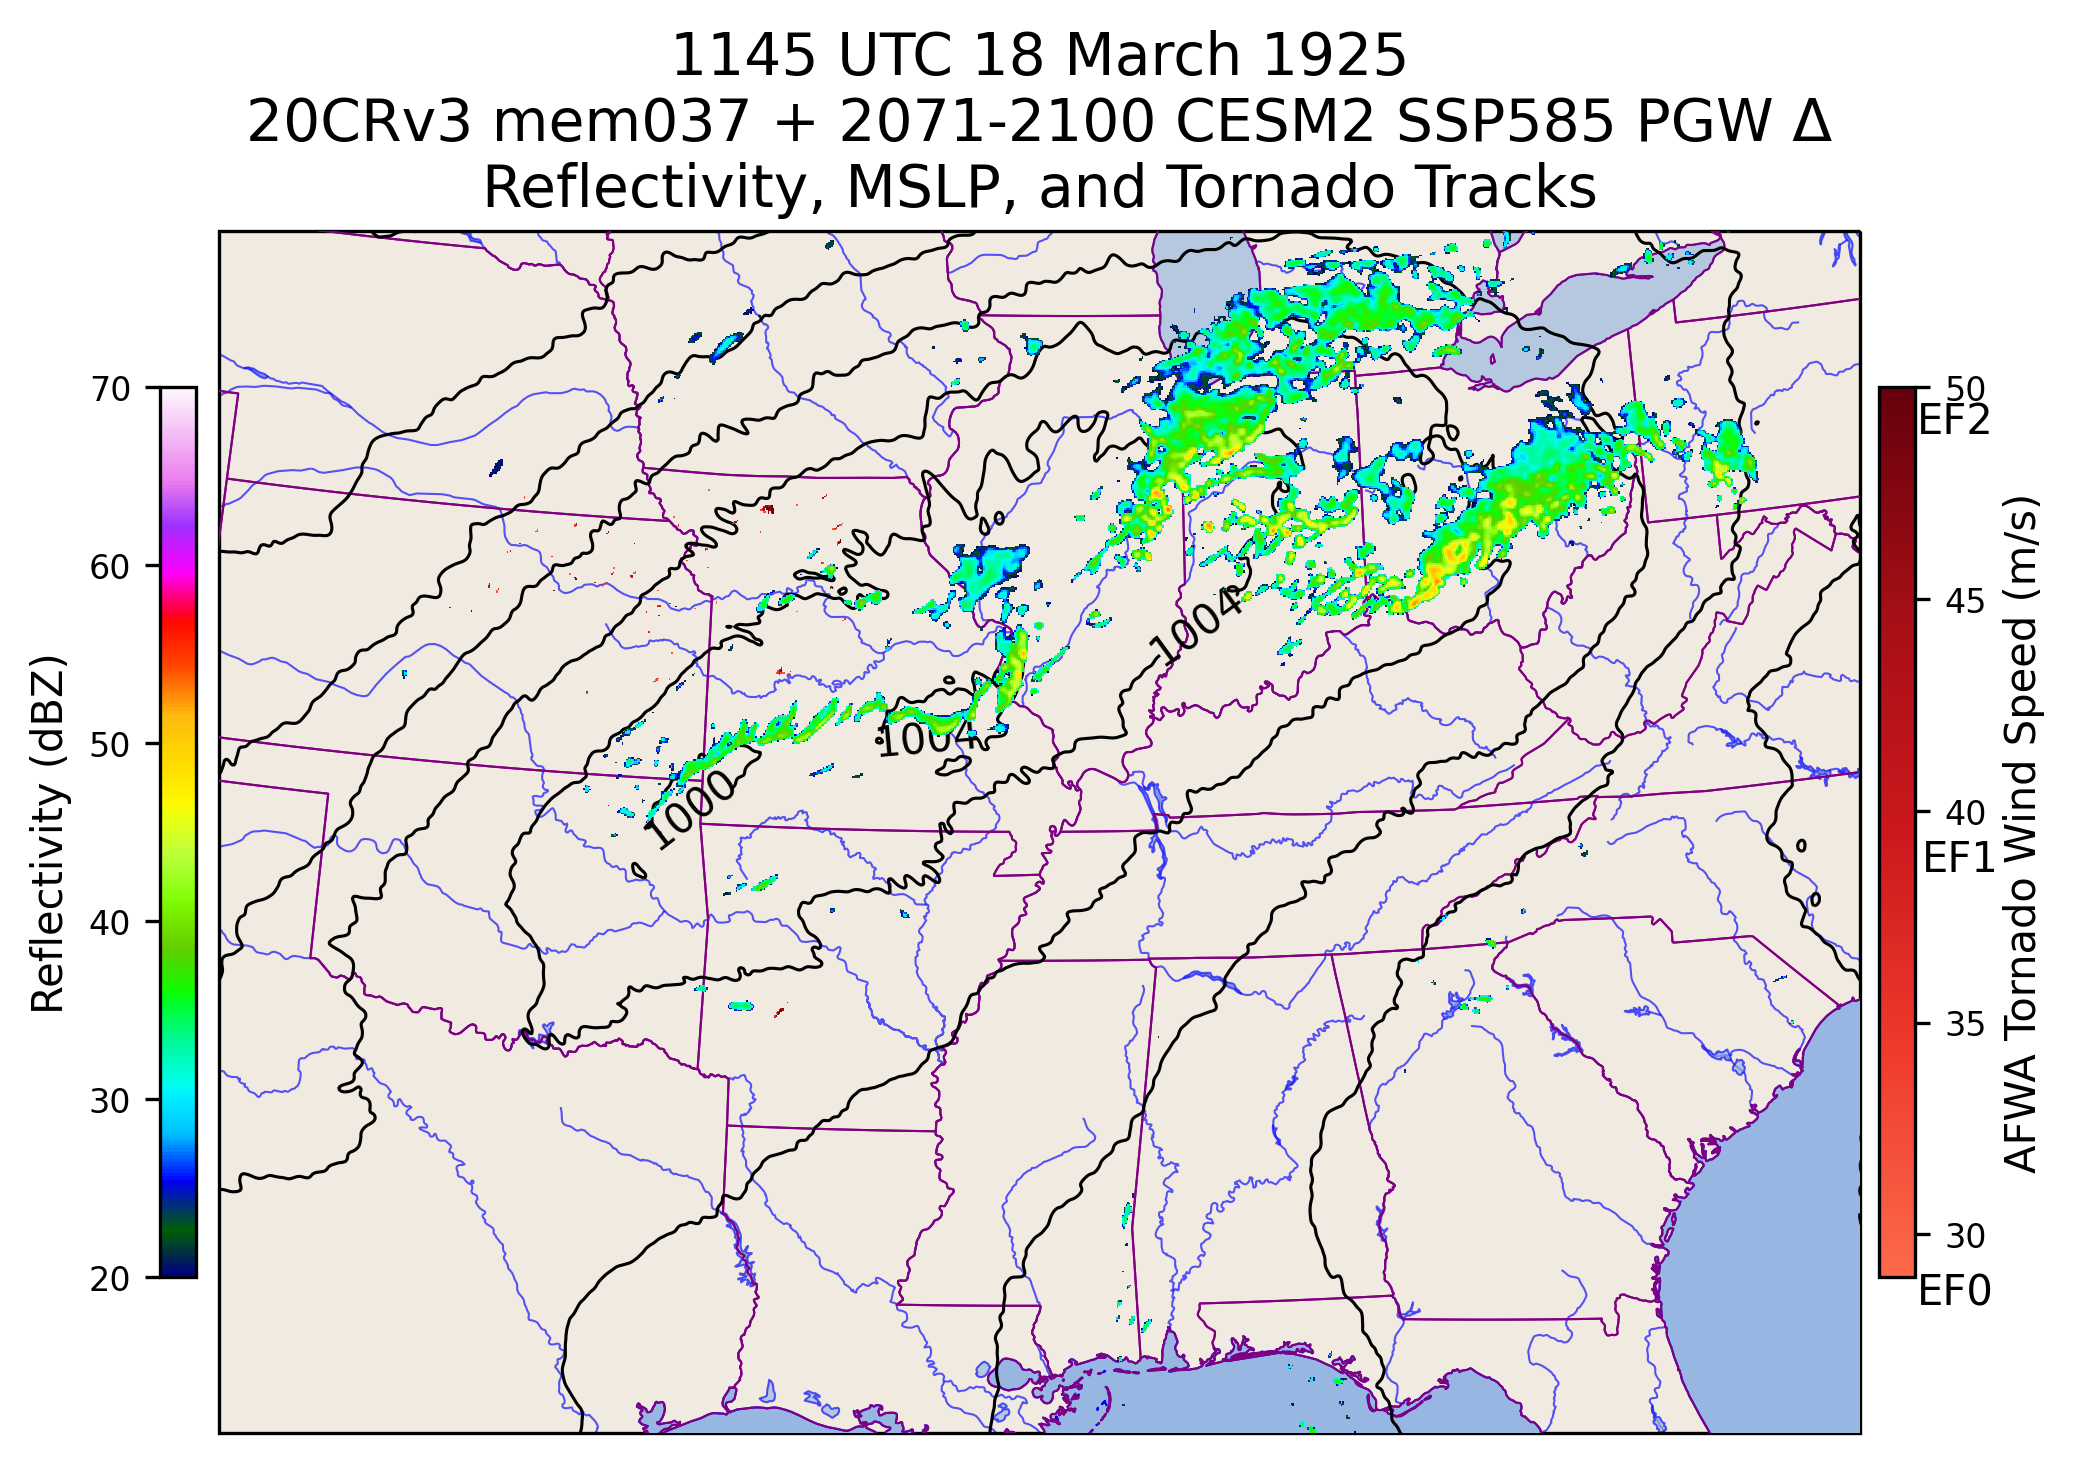 1145 UTC 18 March 1925
20CRv3 mem037 + 2071-2100 CESM2 SSP585 PGW Δ
Reflectivity, MSLP, and Tornado Tracks
70
60
50
40
30
20
Reflectivity (dBZ)
1004
1004
1000
50
EF2
45
40
EF1
35
30
EF0
AFWA Tornado Wind Speed (m/s)